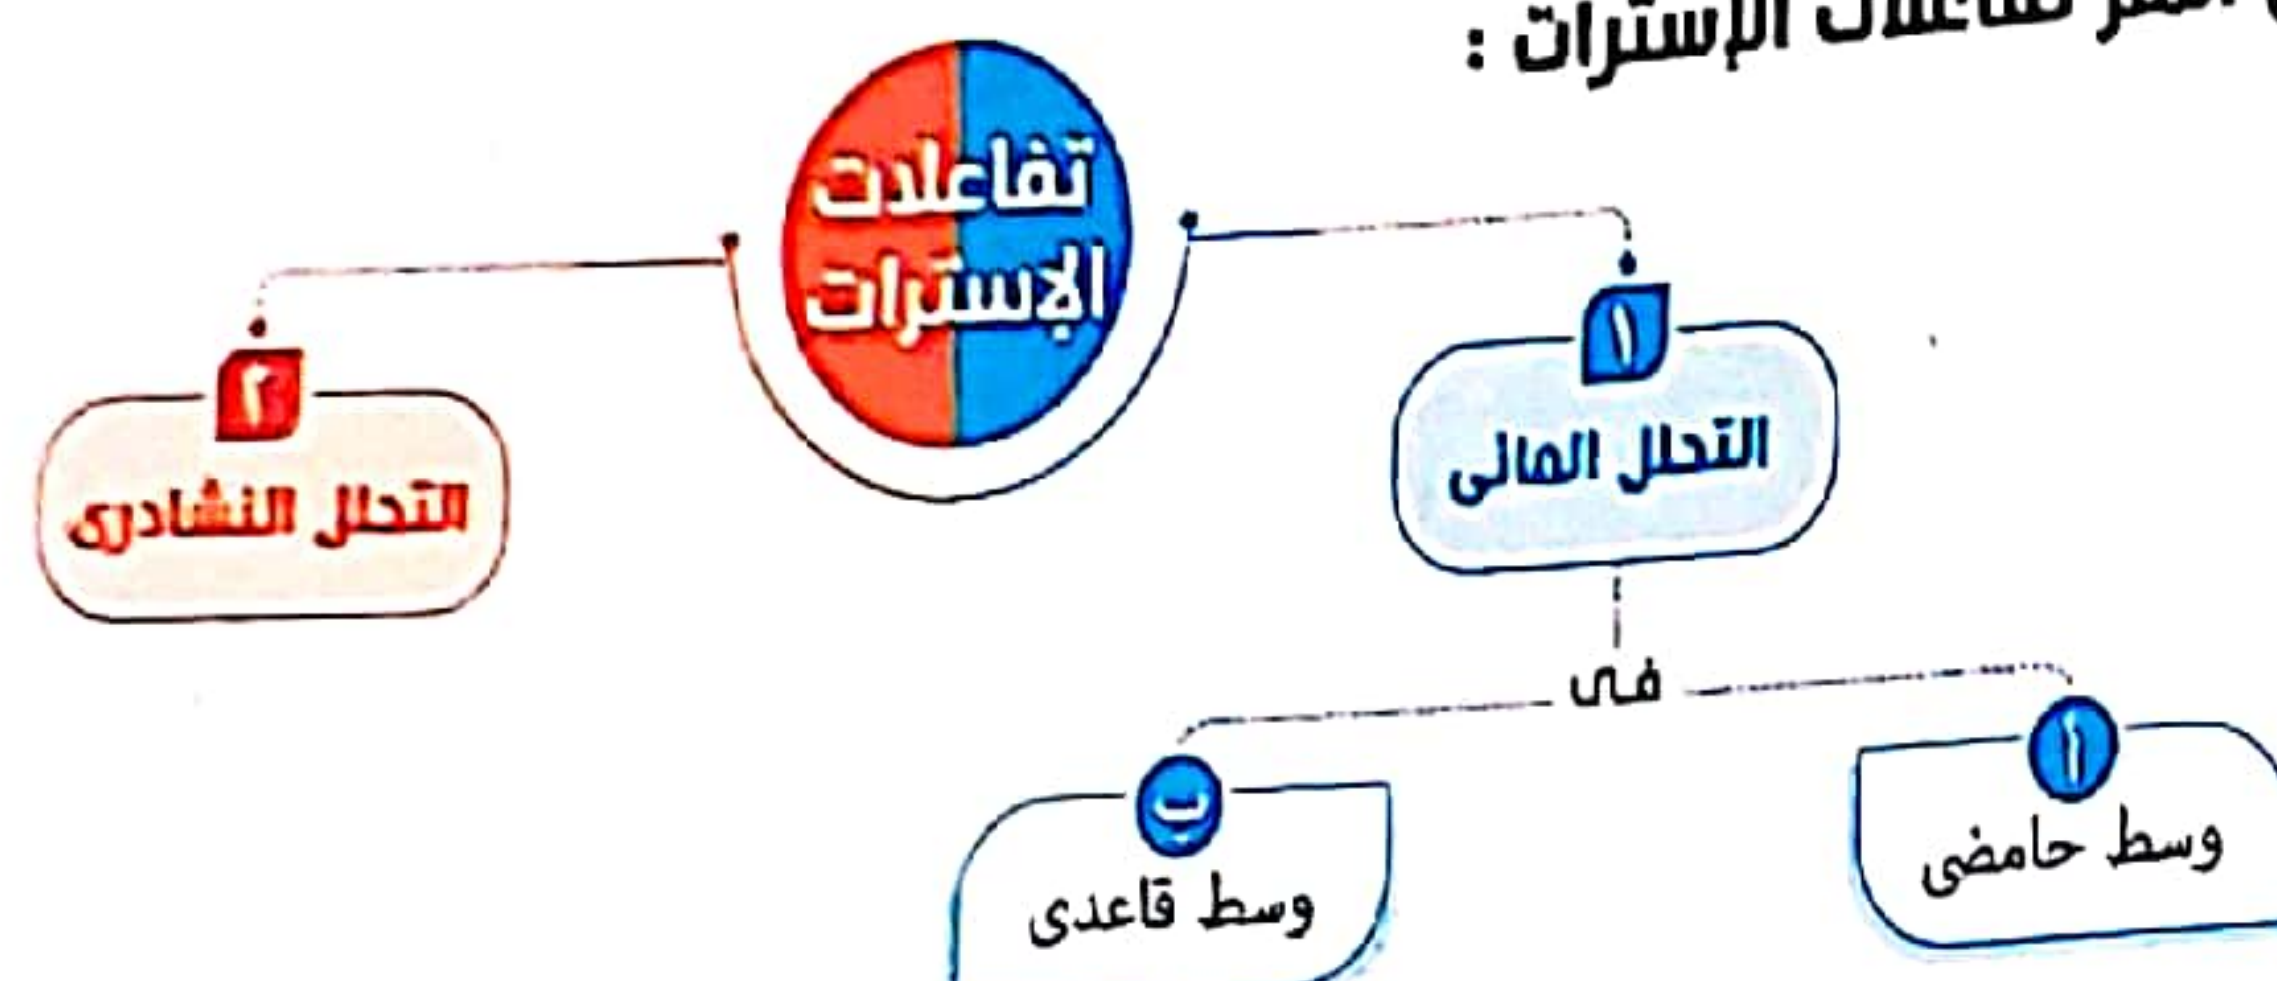 تفاعلات الإسترات :
تفاعلات
الإسترات
١
التحلل المائى
٢
التحلل النشادرى
فى
أ
وسط حامضى
ب
وسط قاعدى